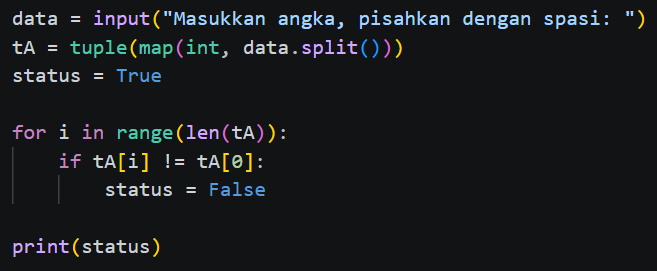 data = input("Masukkan angka, pisahkan dengan spasi: ")
tA = tuple(map(int, data.split()))
status = True

for i in range(len(tA)):
    if tA[i] != tA[0]:
        status = False

print(status)